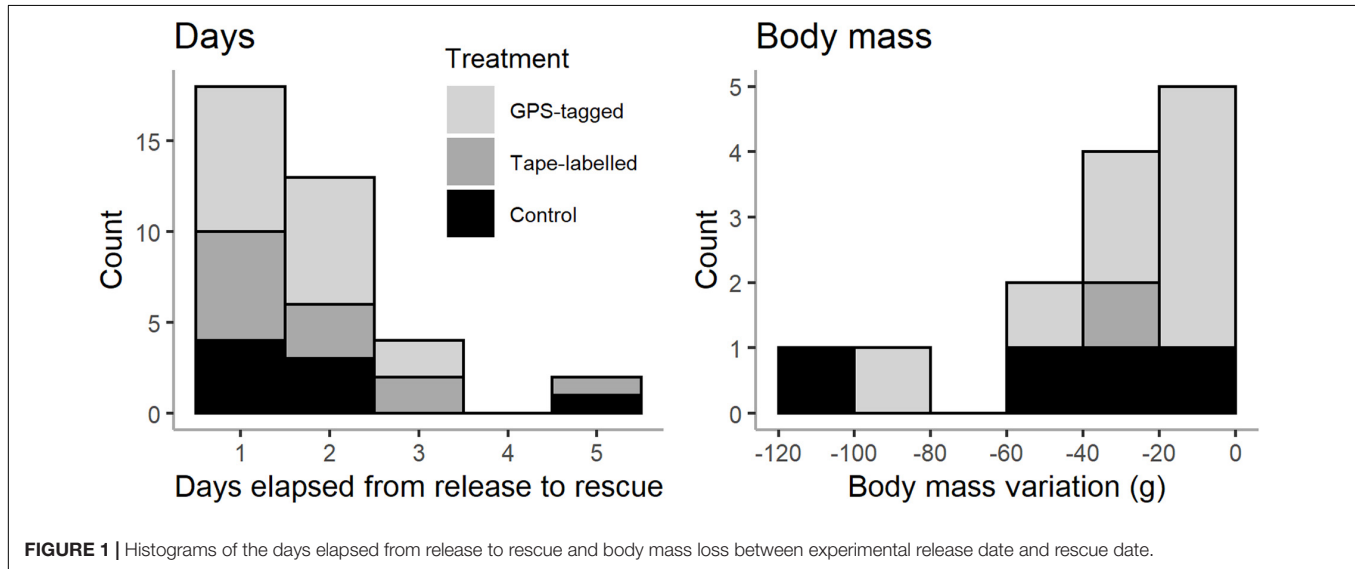 Days
Treatment
GPS-tagged
Tape-labelled
Control
Count
15
10
5
0
1 2 3 4 5
Days elapsed from release to rescue
Body mass
Count
5
4
3
2
1
0
-120 -100 -80 -60 -40 -20 0
Body mass variation (g)
FIGURE 1 | Histograms of the days elapsed from release to rescue and body mass loss between experimental release date and rescue date.